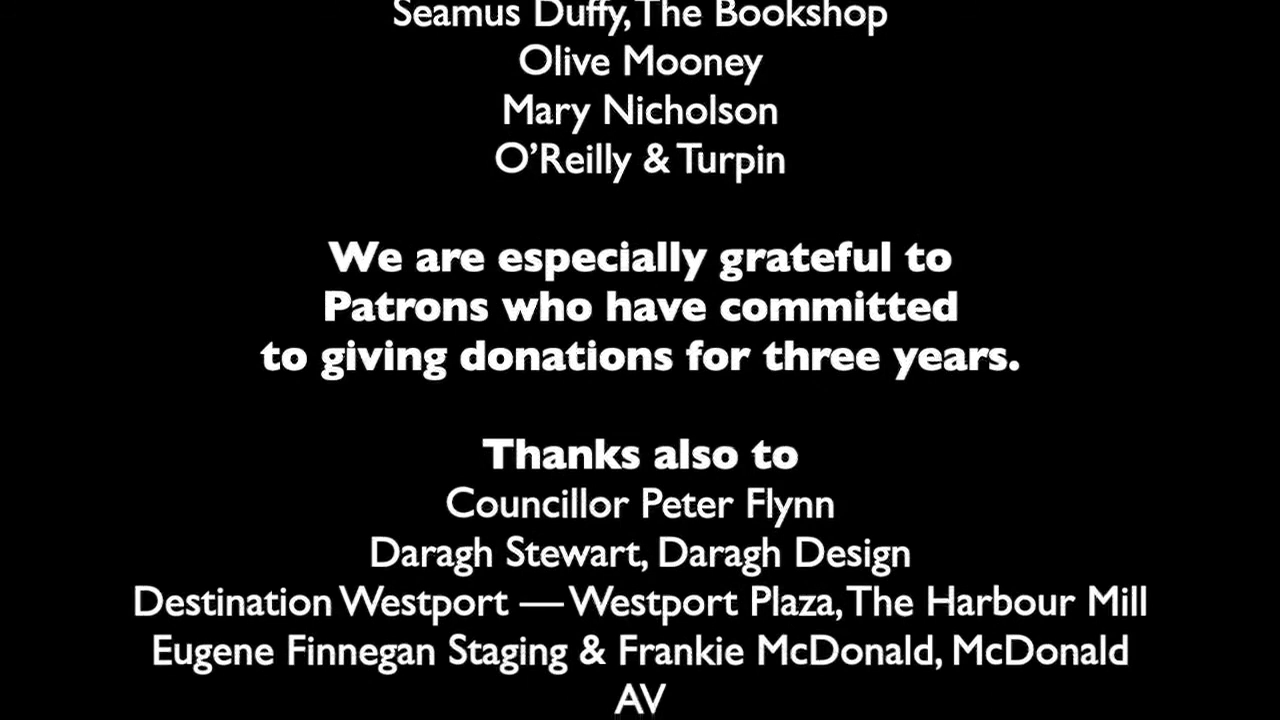 Seamus Duffy, The Bookshop
Olive Mooney
Mary Nicholson
O’Reilly & Turpin
We are especially grateful to
Patrons who have committed
to giving donations for three years.
Thanks also to
Councillor Peter Flynn
Daragh Stewart, Daragh Design
Destination Westport — Westport Plaza, The Harbour Mill
Eugene Finnegan Staging & Frankie McDonald, McDonald
AV